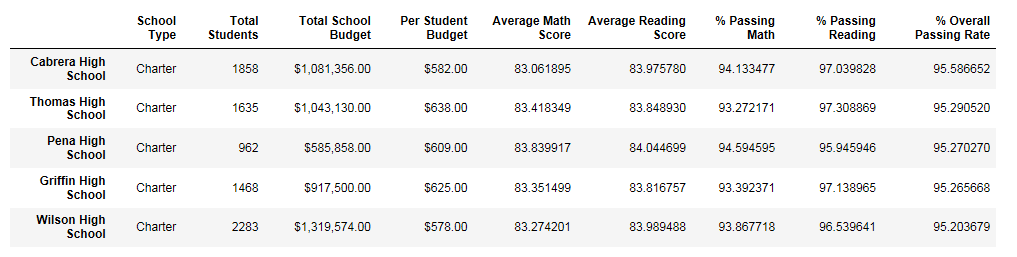 School Type Total Students Total School Budget Per Student Budget Average Math Score Average Reading Score % Passing Math % Passing Reading % Overall Passing Rate
Cabrera High School Charter 1858 $1,081,356.00 $582.00 83.061895 83.975780 94.133477 97.039828 95.586652
Thomas High School Charter 1635 $1,043,130.00 $638.00 83.418349 83.848930 93.272171 97.308869 95.290520
Pena High School Charter 962 $585,858.00 $609.00 83.839917 84.044699 94.594595 95.945946 95.270270
Griffin High School Charter 1468 $917,500.00 $625.00 83.351499 83.816757 93.392371 97.138965 95.265668
Wilson High School Charter 2283 $1,319,574.00 $578.00 83.274201 83.989488 93.867718 96.539641 95.203679